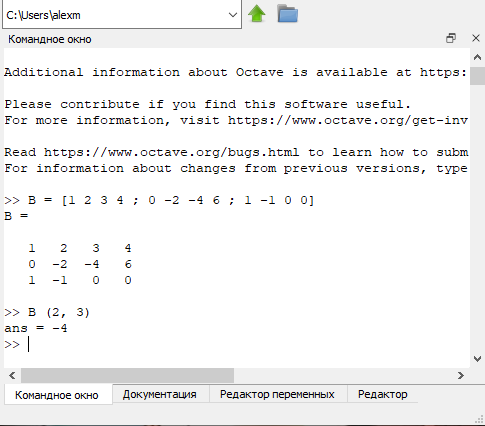 C:\Users\alexm
Командное окно
Additional information about Octave is available at https:
Please contribute if you find this software useful.
For more information, visit https://www.octave.org/get-inv
Read https://www.octave.org/bugs.html to learn how to subm
For information about changes from previous versions, type
>> B = [1 2 3 4 ; 0 -2 -4 6 ; 1 -1 0 0]
B =
1 2 3 4
0 -2 -4 6
1 -1 0 0
>> B (2, 3)
ans = -4
>>
Командное окно Документация Редактор переменных Редактор